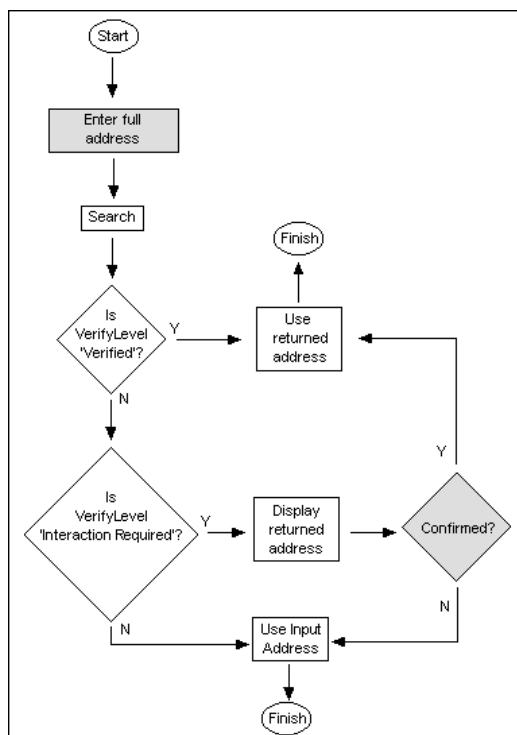 Start
Enter full
address
Search
Finish
Is
VerifyLevel
'Verified'?
Y
Use
returned
address
N
Y
Is
VerifyLevel
'Interaction Required'?
Y
Display
returned
address
Confirmed?
N
N
Use Input
Address
Finish